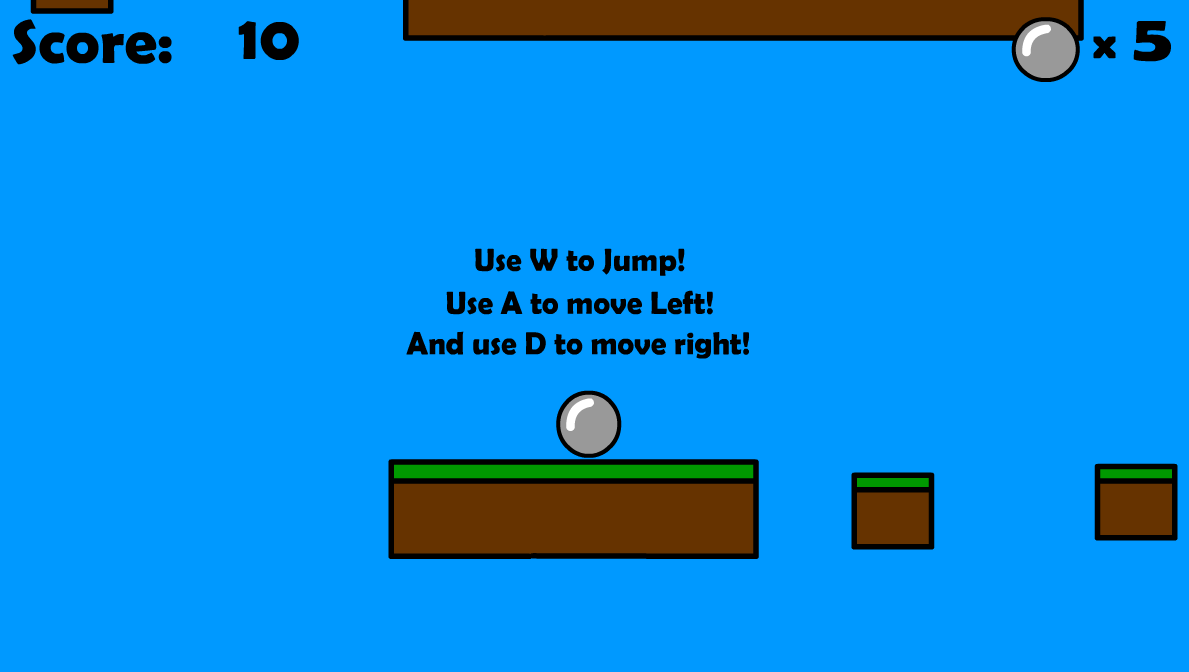 Score: 10
x 5
Use W to Jump!
Use A to move Left!
And use D to move right!